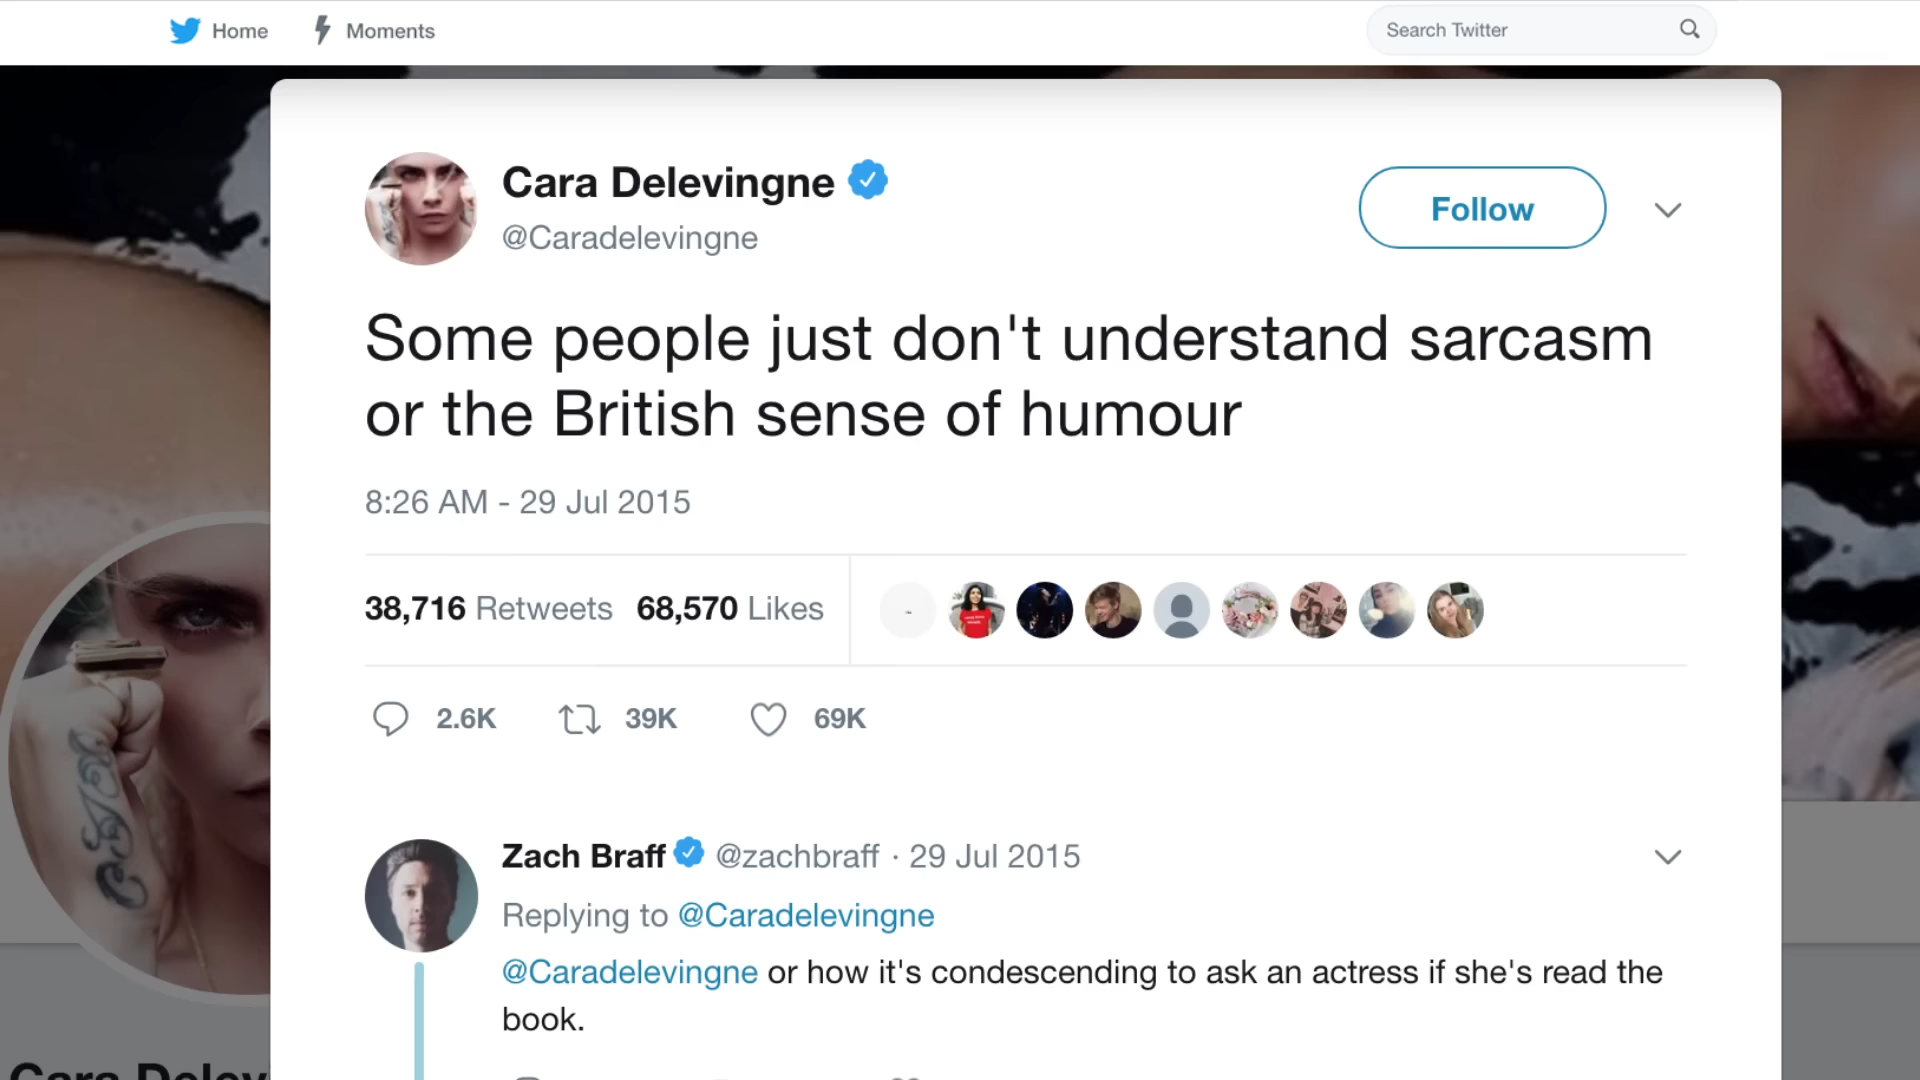 Home
Moments
Search Twitter
Cara Delevingne
@Caradelevingne
Follow
Some people just don't understand sarcasm
or the British sense of humour
8:26 AM - 29 Jul 2015
38,716 Retweets 68,570 Likes
2.6K 39K 69K
Zach Braff @zachbraff · 29 Jul 2015
Replying to @Caradelevingne
@Caradelevingne or how it's condescending to ask an actress if she's read the
book.